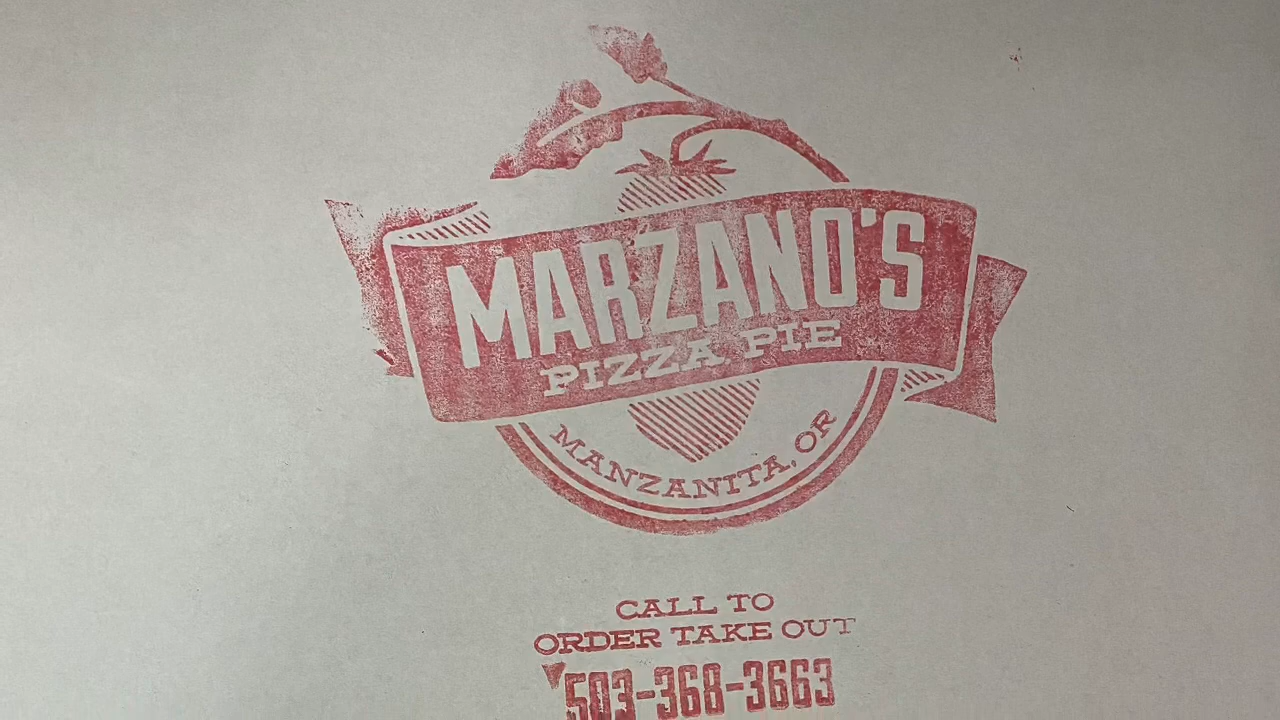 MARZANO'S
PIZZA PIE
MANZANITA, OR
CALL TO
ORDER TAKE OUT
503-368-3663